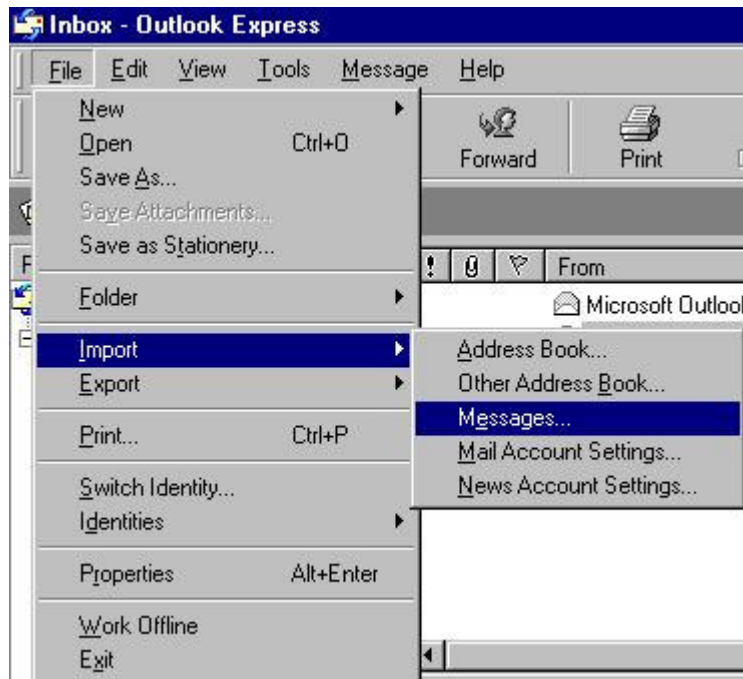 Inbox - Outlook Express
File Edit View Tools Message Help
Forward Print
New
Open Ctrl+O
Save As...
Save Attachments...
Save as Stationery...
Folder
Import
Export
Print... Ctrl+P
Switch Identity...
Identities
Properties Alt+Enter
Work Offline
Exit
! From
Microsoft Outlool
Address Book...
Other Address Book...
Messages...
Mail Account Settings...
News Account Settings...